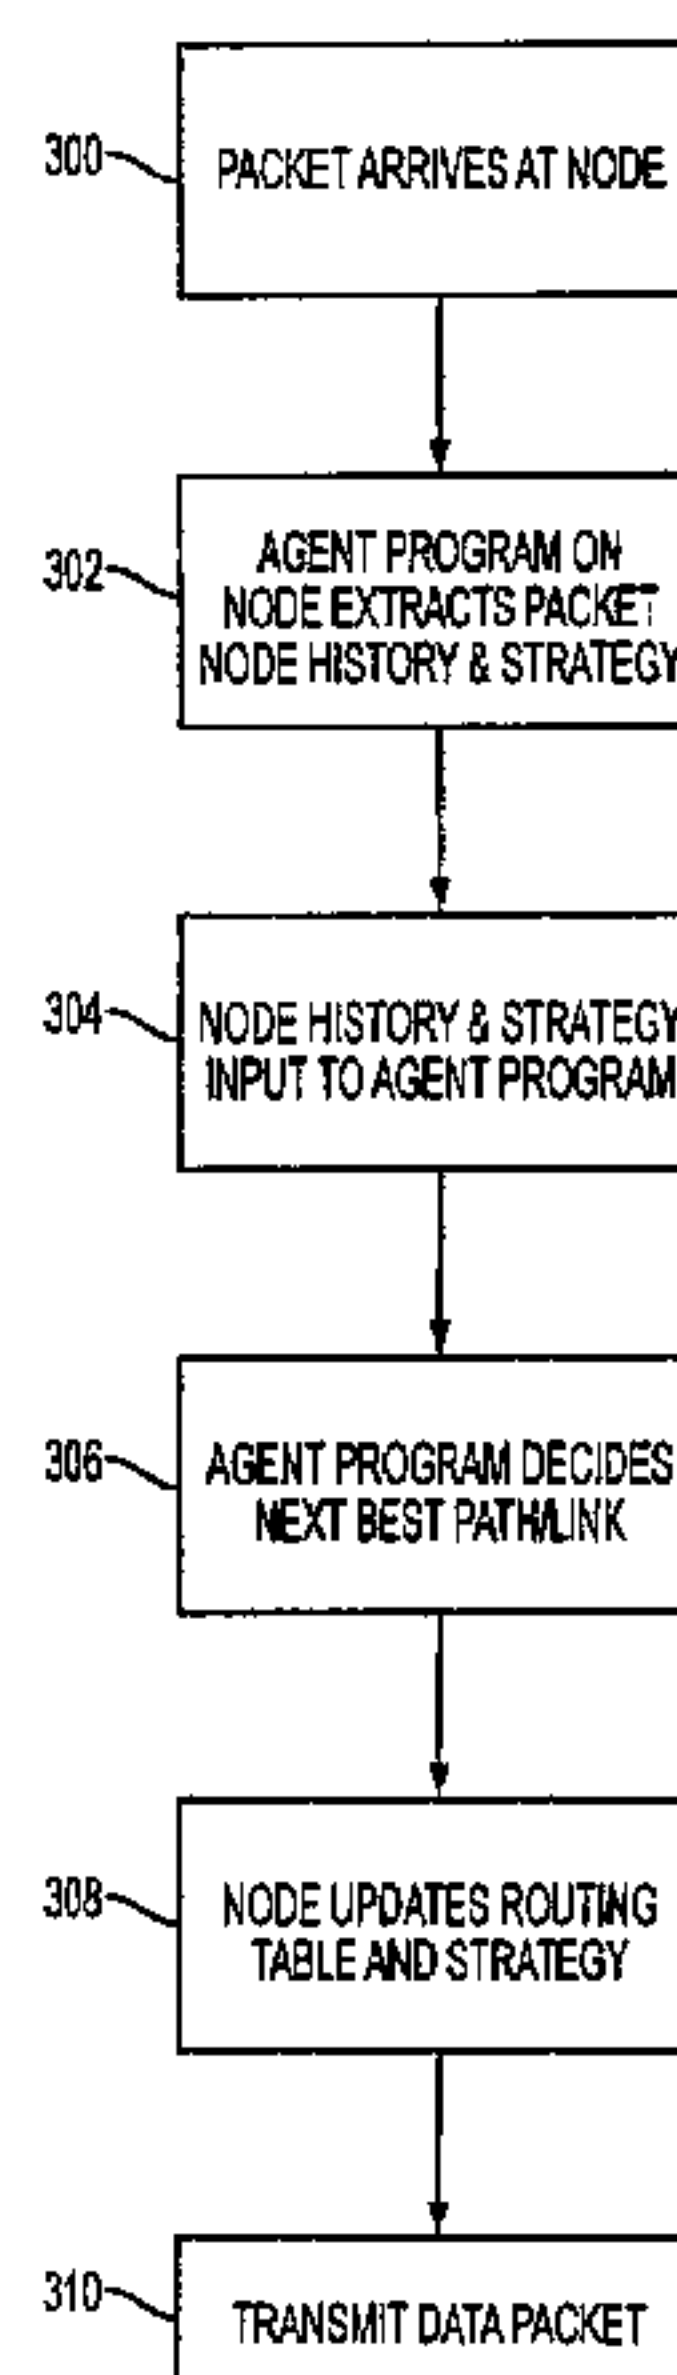 300
PACKET ARRIVES AT NODE
302
AGENT PROGRAM ON
NODE EXTRACTS PACKET
NODE HISTORY & STRATEGY
304
NODE HISTORY & STRATEGY
INPUT TO AGENT PROGRAM
306
AGENT PROGRAM DECIDES
NEXT BEST PATH/LINK
308
NODE UPDATES ROUTING
TABLE AND STRATEGY
310
TRANSMIT DATA PACKET